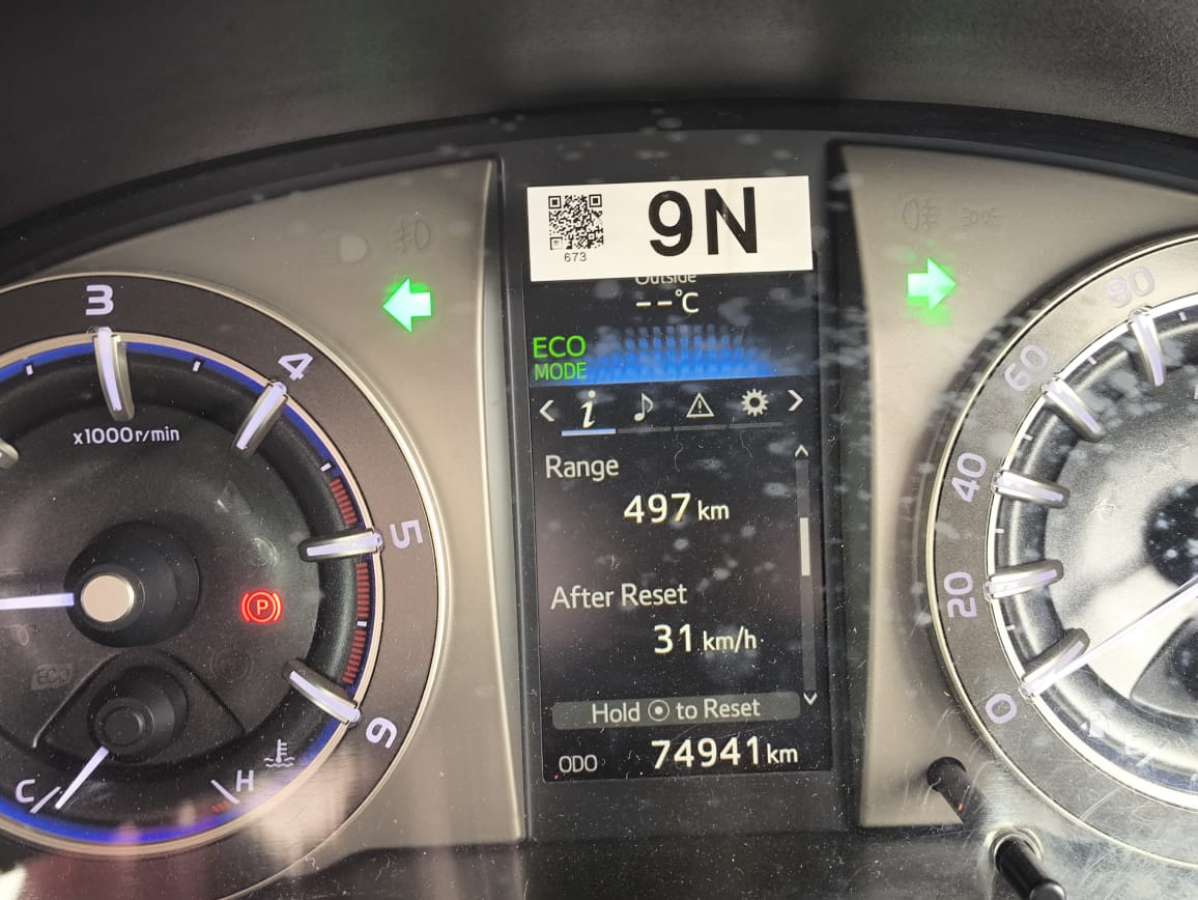 9N
673
Outside
--°C
ECO
MODE
Range
497 km
After Reset
31 km/h
Hold to Reset
ODO 74941 km
3
4
5
6
x1000r/min
P
C
H
0
20
40
60
90